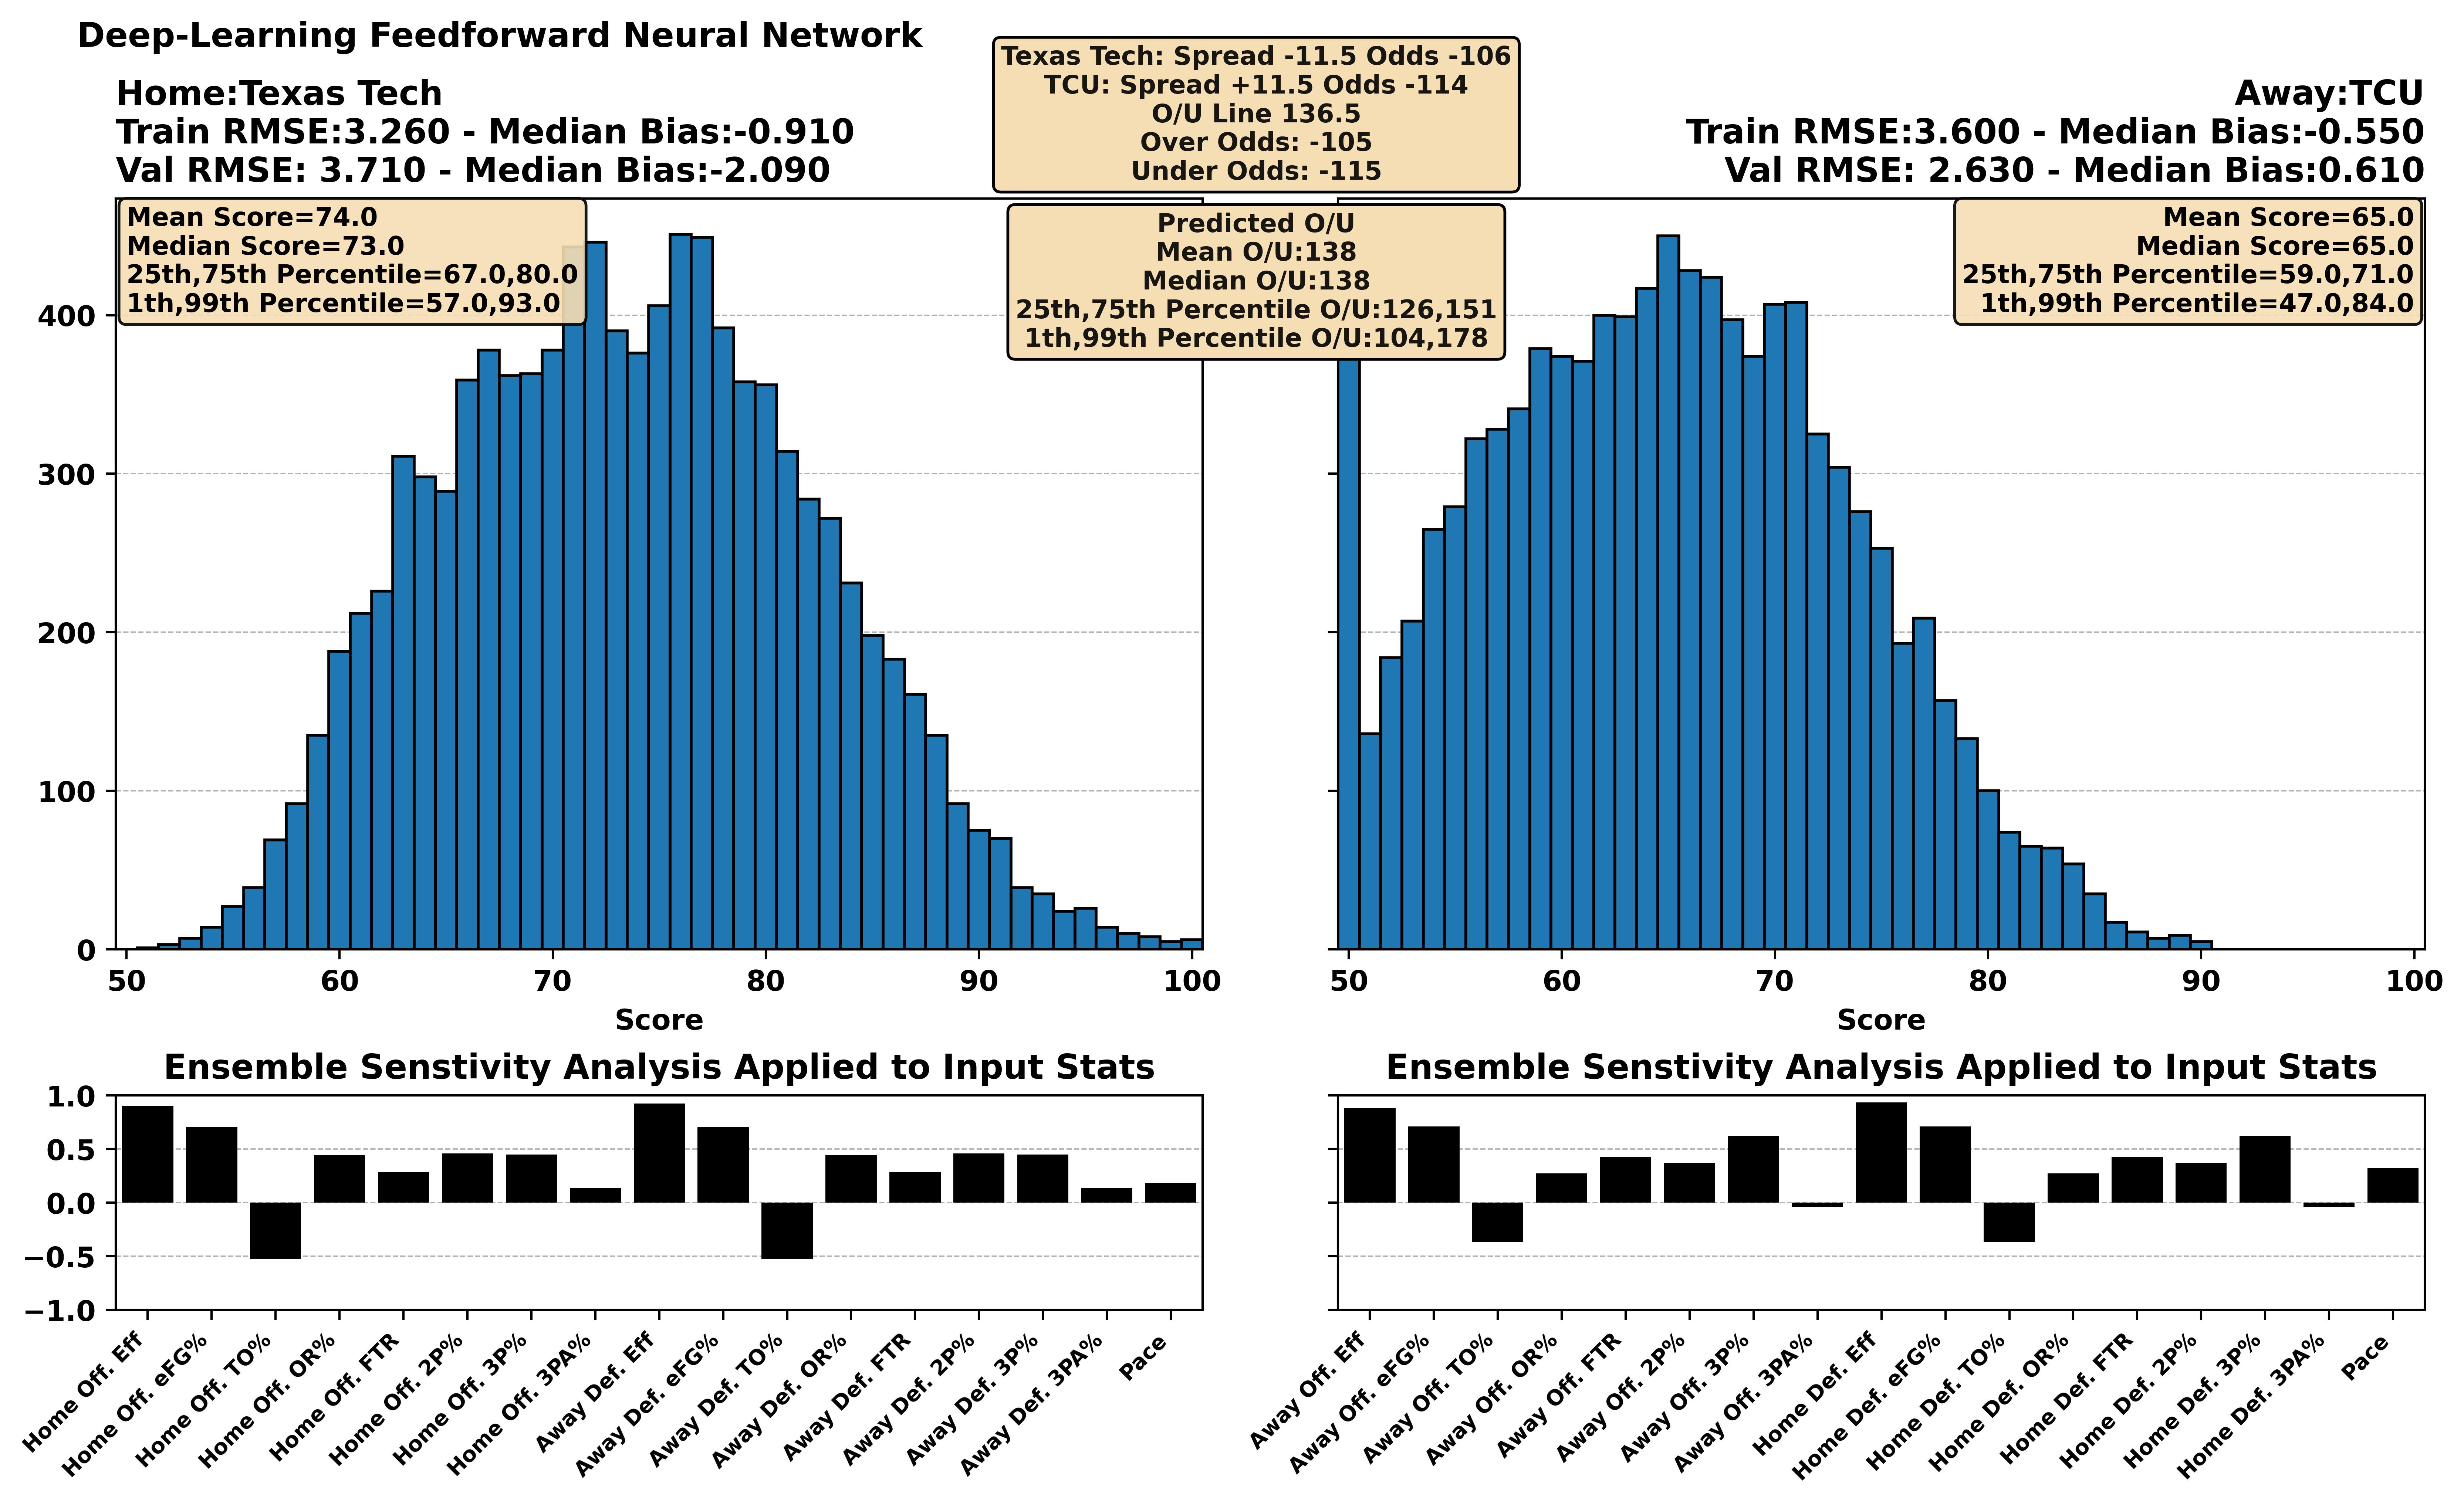 Deep-Learning Feedforward Neural Network
Home:Texas Tech
Train RMSE:3.260 - Median Bias:-0.910
Val RMSE: 3.710 - Median Bias:-2.090
Texas Tech: Spread -11.5 Odds -106
TCU: Spread +11.5 Odds -114
O/U Line 136.5
Over Odds: -105
Under Odds: -115
Away:TCU
Train RMSE:3.600 - Median Bias:-0.550
Val RMSE: 2.630 - Median Bias:0.610
Mean Score=74.0
Median Score=73.0
25th,75th Percentile=67.0,80.0
1th,99th Percentile=57.0,93.0
Predicted O/U
Mean O/U:138
Median O/U:138
25th,75th Percentile O/U:126,151
1th,99th Percentile O/U:104,178
Mean Score=65.0
Median Score=65.0
25th,75th Percentile=59.0,71.0
1th,99th Percentile=47.0,84.0
400
300
200
100
0
50 60 70 80 90 100
Score
50 60 70 80 90 100
Score
Ensemble Senstivity Analysis Applied to Input Stats
1.0
0.5
0.0
−0.5
−1.0
Home Off. Eff
Home Off. eFG%
Home Off. TO%
Home Off. OR%
Home Off. FTR
Home Off. 2P%
Home Off. 3P%
Home Off. 3PA%
Away Def. Eff
Away Def. eFG%
Away Def. TO%
Away Def. OR%
Away Def. FTR
Away Def. 2P%
Away Def. 3P%
Away Def. 3PA%
Pace
Ensemble Senstivity Analysis Applied to Input Stats
Away Off. Eff
Away Off. eFG%
Away Off. TO%
Away Off. OR%
Away Off. FTR
Away Off. 2P%
Away Off. 3P%
Away Off. 3PA%
Home Def. Eff
Home Def. eFG%
Home Def. TO%
Home Def. OR%
Home Def. FTR
Home Def. 2P%
Home Def. 3P%
Home Def. 3PA%
Pace